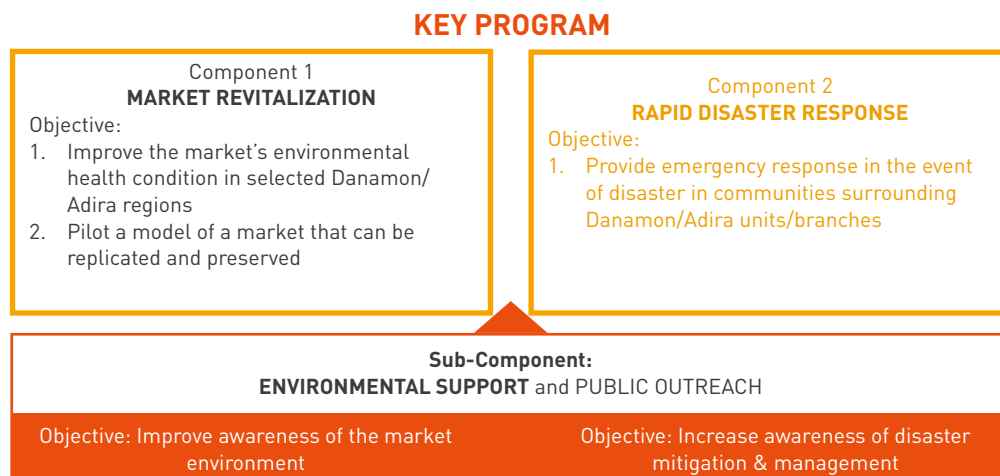 KEY PROGRAM
Component 1
MARKET REVITALIZATION
Objective:
1. Improve the market’s environmental
health condition in selected Danamon/
Adira regions
2. Pilot a model of a market that can be
replicated and preserved
Component 2
RAPID DISASTER RESPONSE
Objective:
1. Provide emergency response in the event
of disaster in communities surrounding
Danamon/Adira units/branches
Sub-Component:
ENVIRONMENTAL SUPPORT and PUBLIC OUTREACH
Objective: Improve awareness of the market
environment
Objective: Increase awareness of disaster
mitigation & management